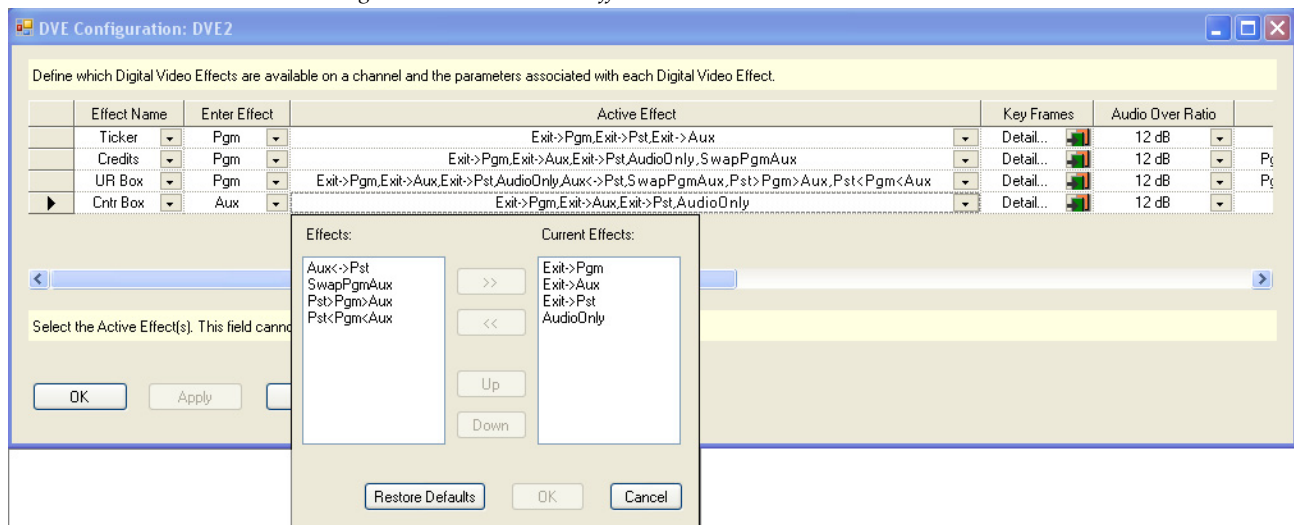 DVE Configuration: DVE2
Define which Digital Video Effects are available on a channel and the parameters associated with each Digital Video Effect.
Effect Name Enter Effect Active Effect Key Frames Audio Over Ratio
Ticker Pgm Exit->Pgm,Exit->Pst,Exit->Aux Detail... 12 dB
Credits Pgm Exit->Pgm,Exit->Aux,Exit->Pst,AudioOnly,SwapPgmAux Detail... 12 dB
UR Box Pgm Exit->Pgm,Exit->Aux,Exit->Pst,AudioOnly,Aux<->Pst,SwapPgmAux,Pst>Pgm>Aux,Pst<Pgm<Aux Detail... 12 dB
Cntr Box Aux Exit->Pgm,Exit->Aux,Exit->Pst,AudioOnly Detail... 12 dB
Effects: Current Effects:
Aux<->Pst Exit->Pgm
SwapPgmAux >> Exit->Aux
Pst>Pgm>Aux Exit->Pst
Pst<Pgm<Aux << AudioOnly
Select the Active Effect(s). This field
Up
OK Apply
Down
Restore Defaults OK Cancel